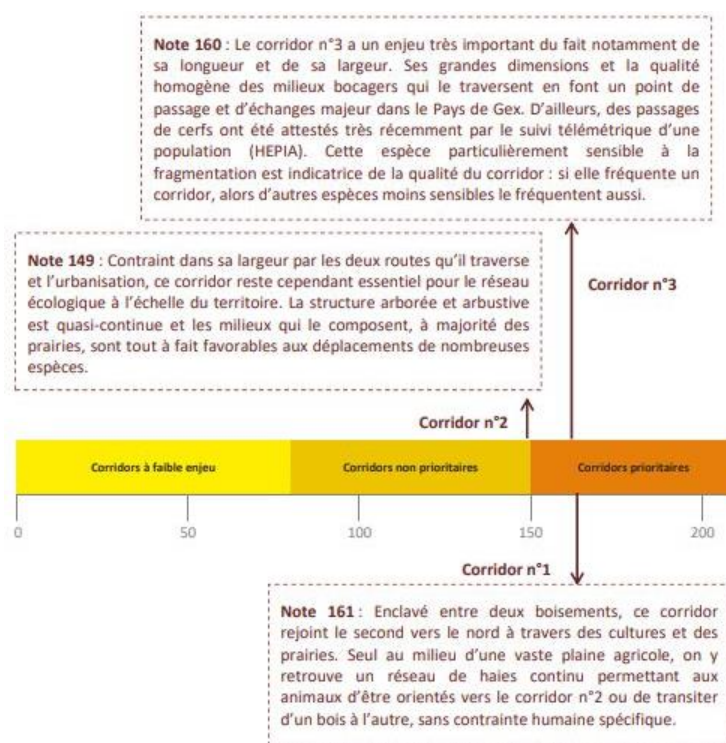 Note 160 : Le corridor n°3 a un enjeu très important du fait notamment de
sa longueur et de sa largeur. Ses grandes dimensions et la qualité
homogène des milieux bocagers qui le traversent en font un point de
passage et d'échanges majeur dans le Pays de Gex. D'ailleurs, des passages
de cerfs ont été attestés très récemment par le suivi télémétrique d'une
population (HEPIA). Cette espèce particulièrement sensible à la
fragmentation est indicatrice de la qualité du corridor : si elle fréquente un
corridor, alors d'autres espèces moins sensibles le fréquentent aussi.
Note 149 : Contraint dans sa largeur par les deux routes qu'il traverse
et l'urbanisation, ce corridor reste cependant essentiel pour le réseau
écologique à l'échelle du territoire. La structure arborée et arbustive
est quasi-continue et les milieux qui le composent, à majorité des
prairies, sont tout à fait favorables aux déplacements de nombreuses
espèces.
Corridor n°3
Corridor n°2
Corridors à faible enjeu
Corridors non prioritaires
Corridors prioritaires
0
50
100
150
200
Corridor n°1
Note 161 : Enclavé entre deux boisements, ce corridor
rejoint le second vers le nord à travers des cultures et des
prairies. Seul au milieu d'une vaste plaine agricole, on y
retrouve un réseau de haies continu permettant aux
animaux d'être orientés vers le corridor n°2 ou de transiter
d'un bois à l'autre, sans contrainte humaine spécifique.